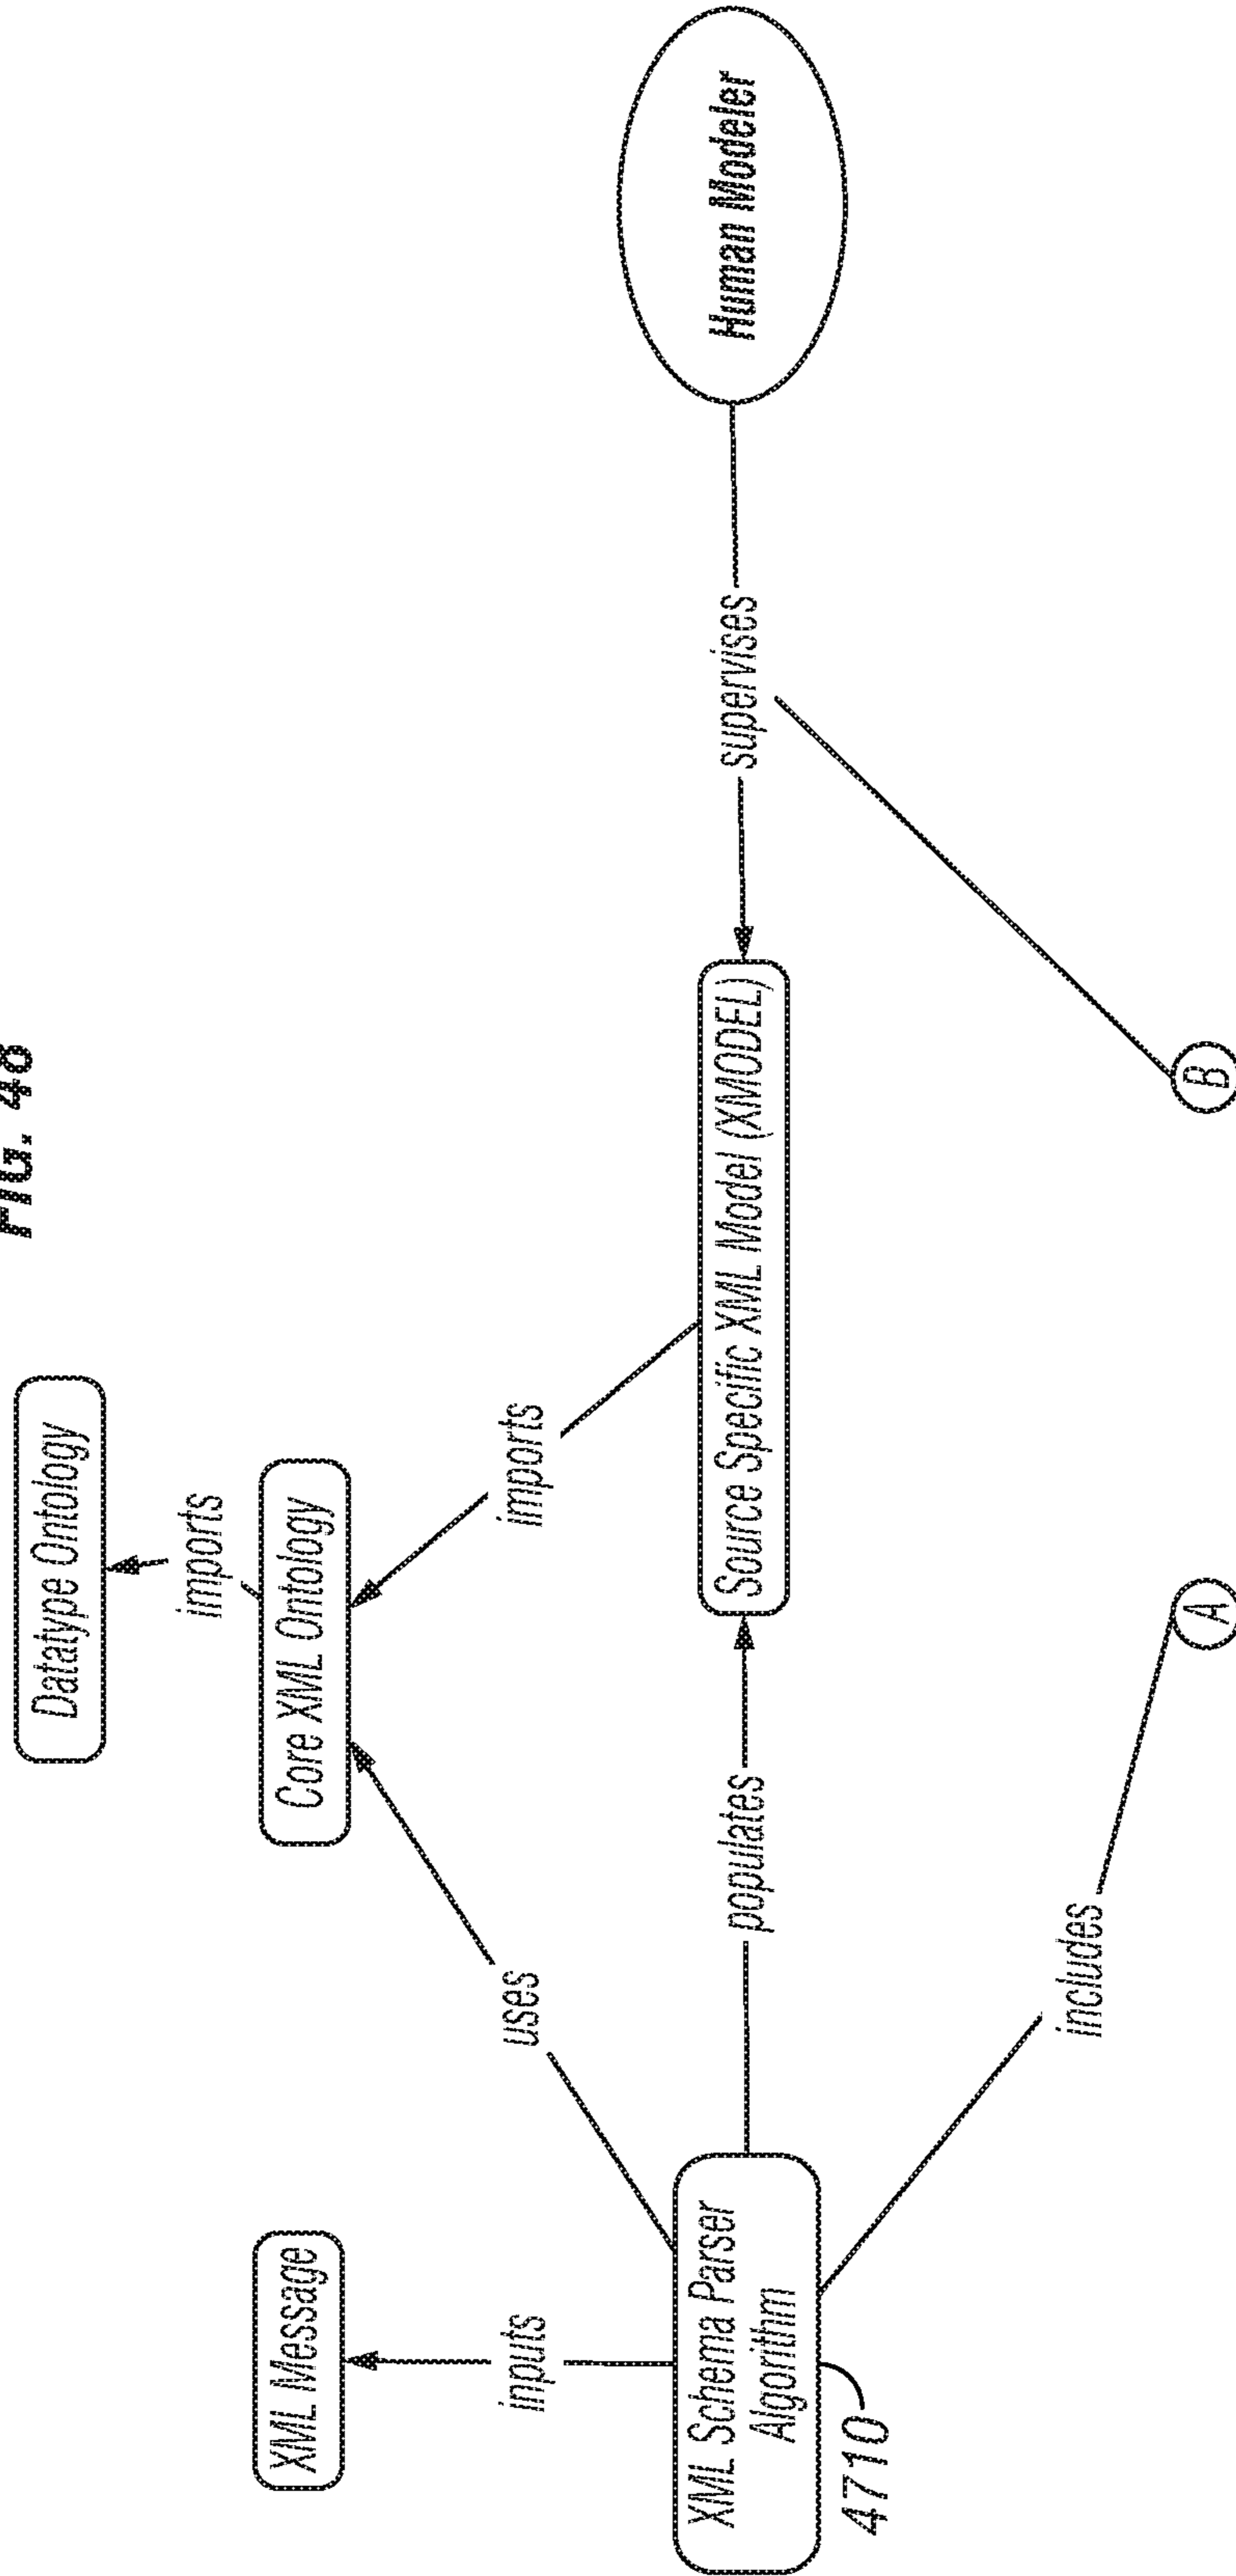 FIG. 48
Datatype Ontology
imports
XML Message
Core XML Ontology
inputs
uses
imports
XML Schema Parser
Algorithm
4710
populates
Source Specific XML Model (XMODEL)
supervises
Human Modeler
includes
A
B